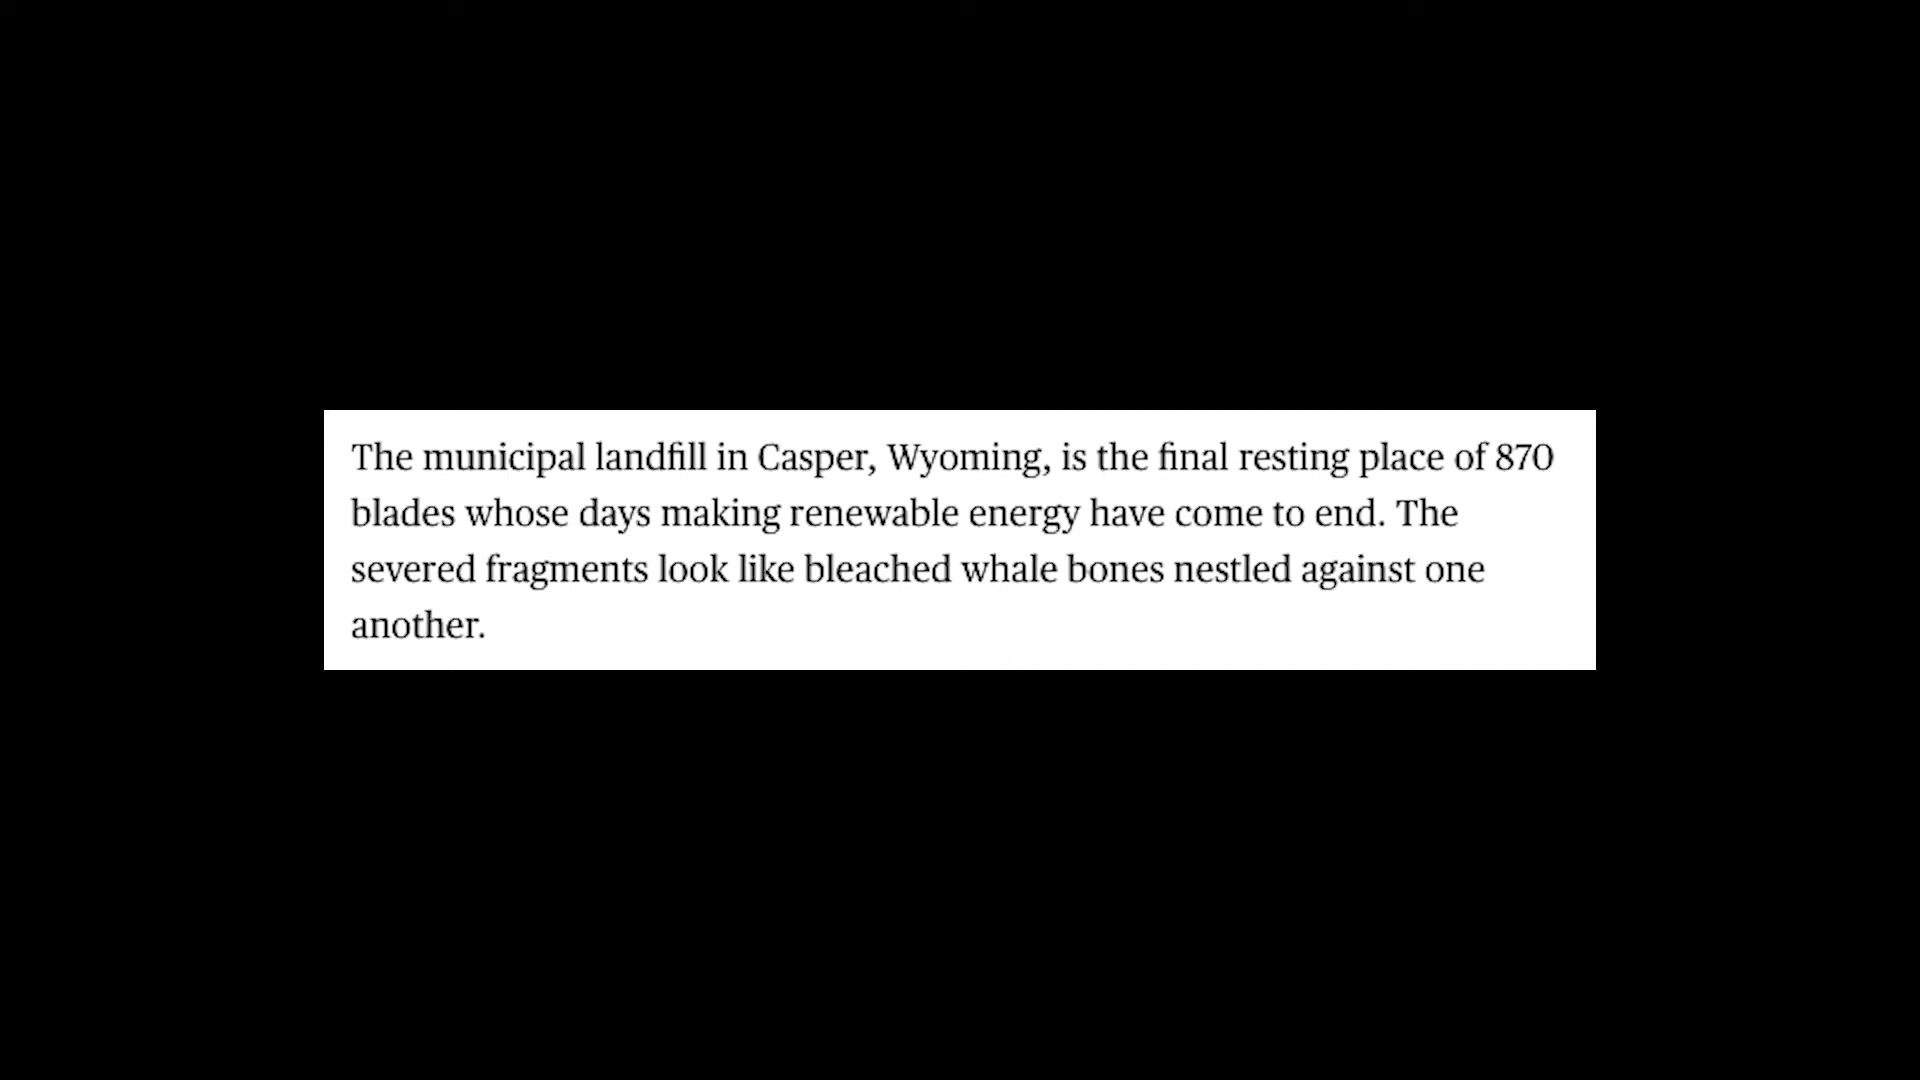 The municipal landfill in Casper, Wyoming, is the final resting place of 870
blades whose days making renewable energy have come to end. The
severed fragments look like bleached whale bones nestled against one
another.